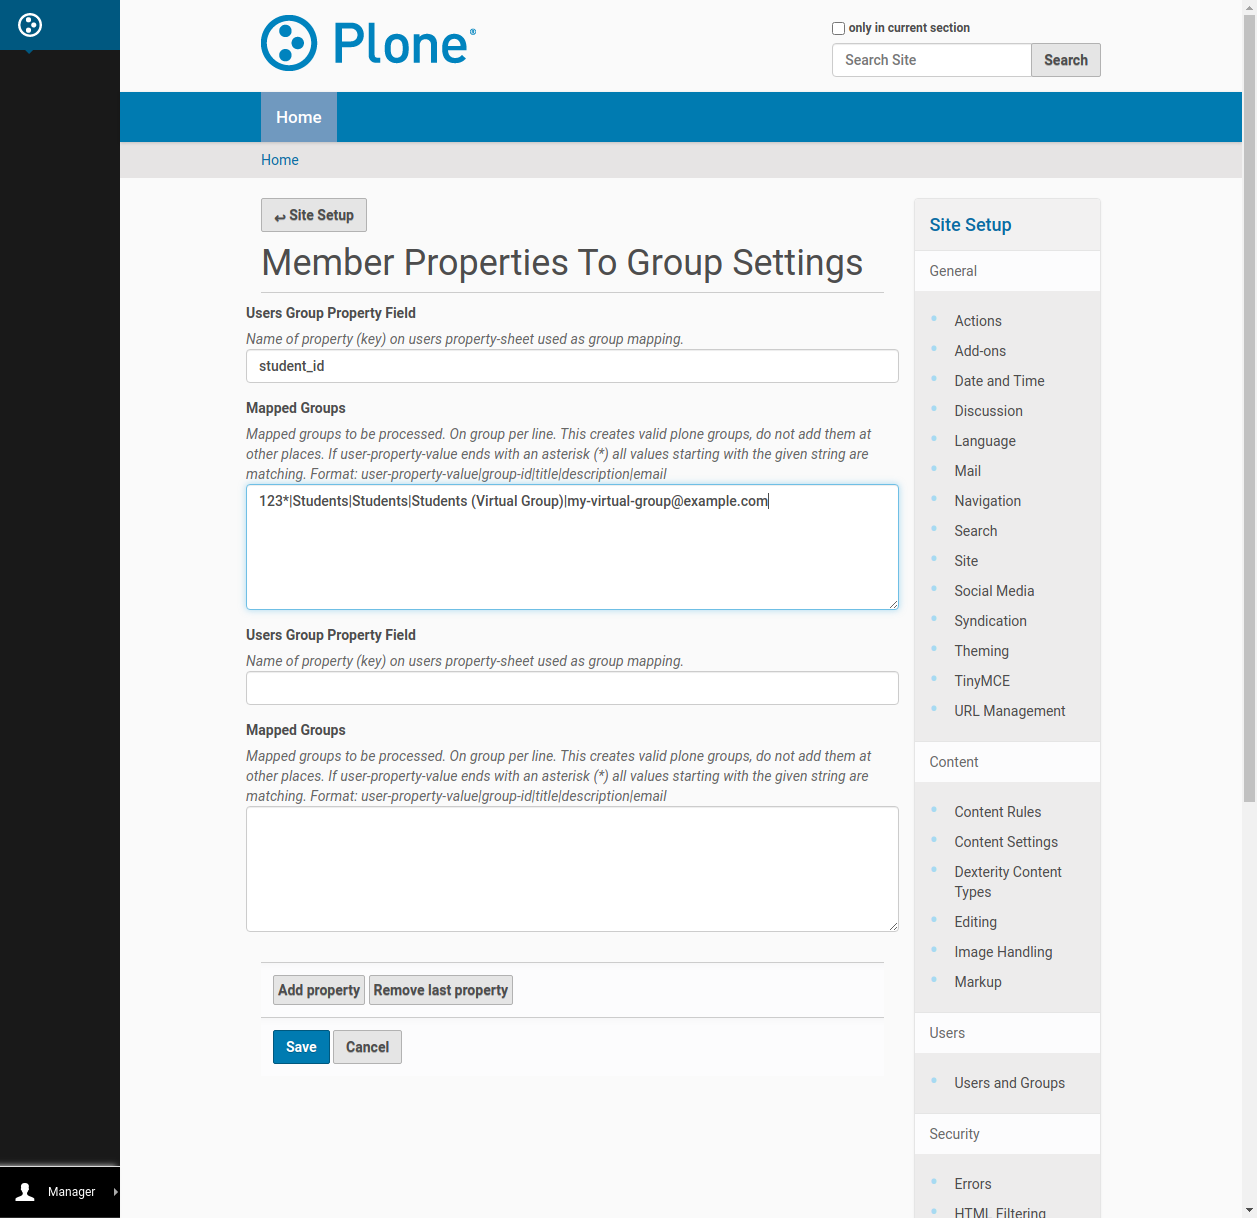 Plone®
only in current section
Search Site
Search
Home
Home
Site Setup
Member Properties To Group Settings
Users Group Property Field
Name of property (key) on users property-sheet used as group mapping.
student_id
Mapped Groups
Mapped groups to be processed. On group per line. This creates valid plone groups, do not add them at
other places. If user-property-value ends with an asterisk (*) all values starting with the given string are
matching. Format: user-property-value|group-id|title|description|email
123*|Students|Students|Students (Virtual Group)|my-virtual-group@example.com
Users Group Property Field
Name of property (key) on users property-sheet used as group mapping.
Mapped Groups
Mapped groups to be processed. On group per line. This creates valid plone groups, do not add them at
other places. If user-property-value ends with an asterisk (*) all values starting with the given string are
matching. Format: user-property-value|group-id|title|description|email
Add property
Remove last property
Save
Cancel
Site Setup
General
Actions
Add-ons
Date and Time
Discussion
Language
Mail
Navigation
Search
Site
Social Media
Syndication
Theming
TinyMCE
URL Management
Content
Content Rules
Content Settings
Dexterity Content
Types
Editing
Image Handling
Markup
Users
Users and Groups
Security
Errors
HTML Filtering
Manager